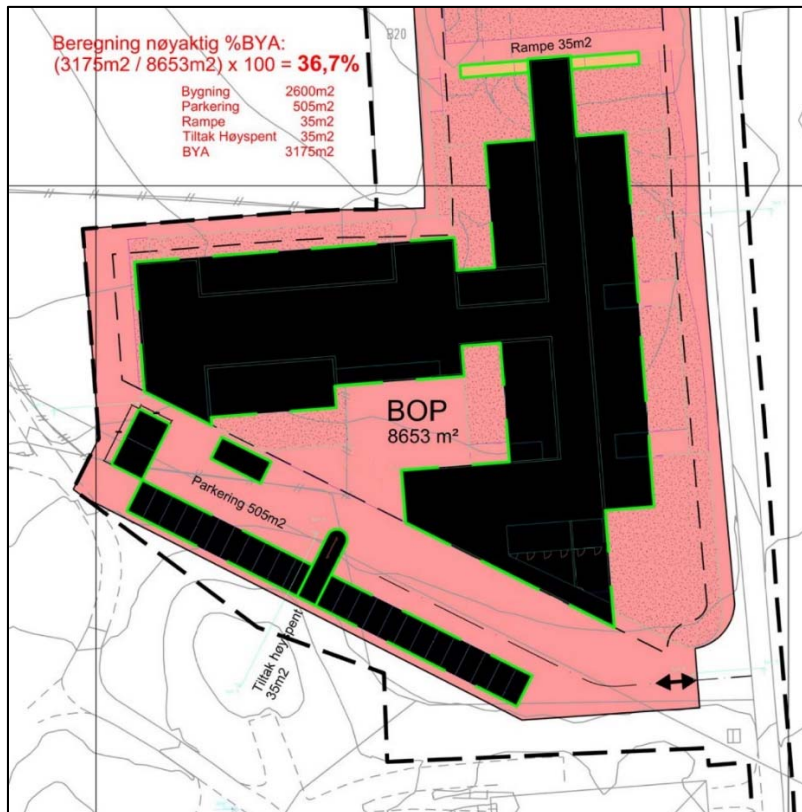 Beregning nøyaktig %BYA:
(3175m2 / 8653m2) x 100 = 36,7%
Bygning 2600m2
Parkering 505m2
Rampe 35m2
Tiltak Høyspent 35m2
BYA 3175m2
B20
Rampe 35m2
BOP
8653 m²
Parkering 505m2
Tiltak høyspent
35m2